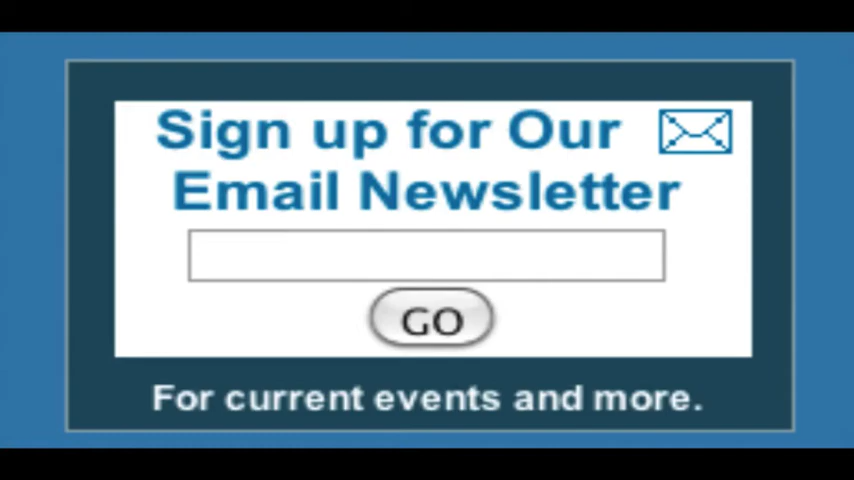 Sign up for Our
Email Newsletter
GO
For current events and more.